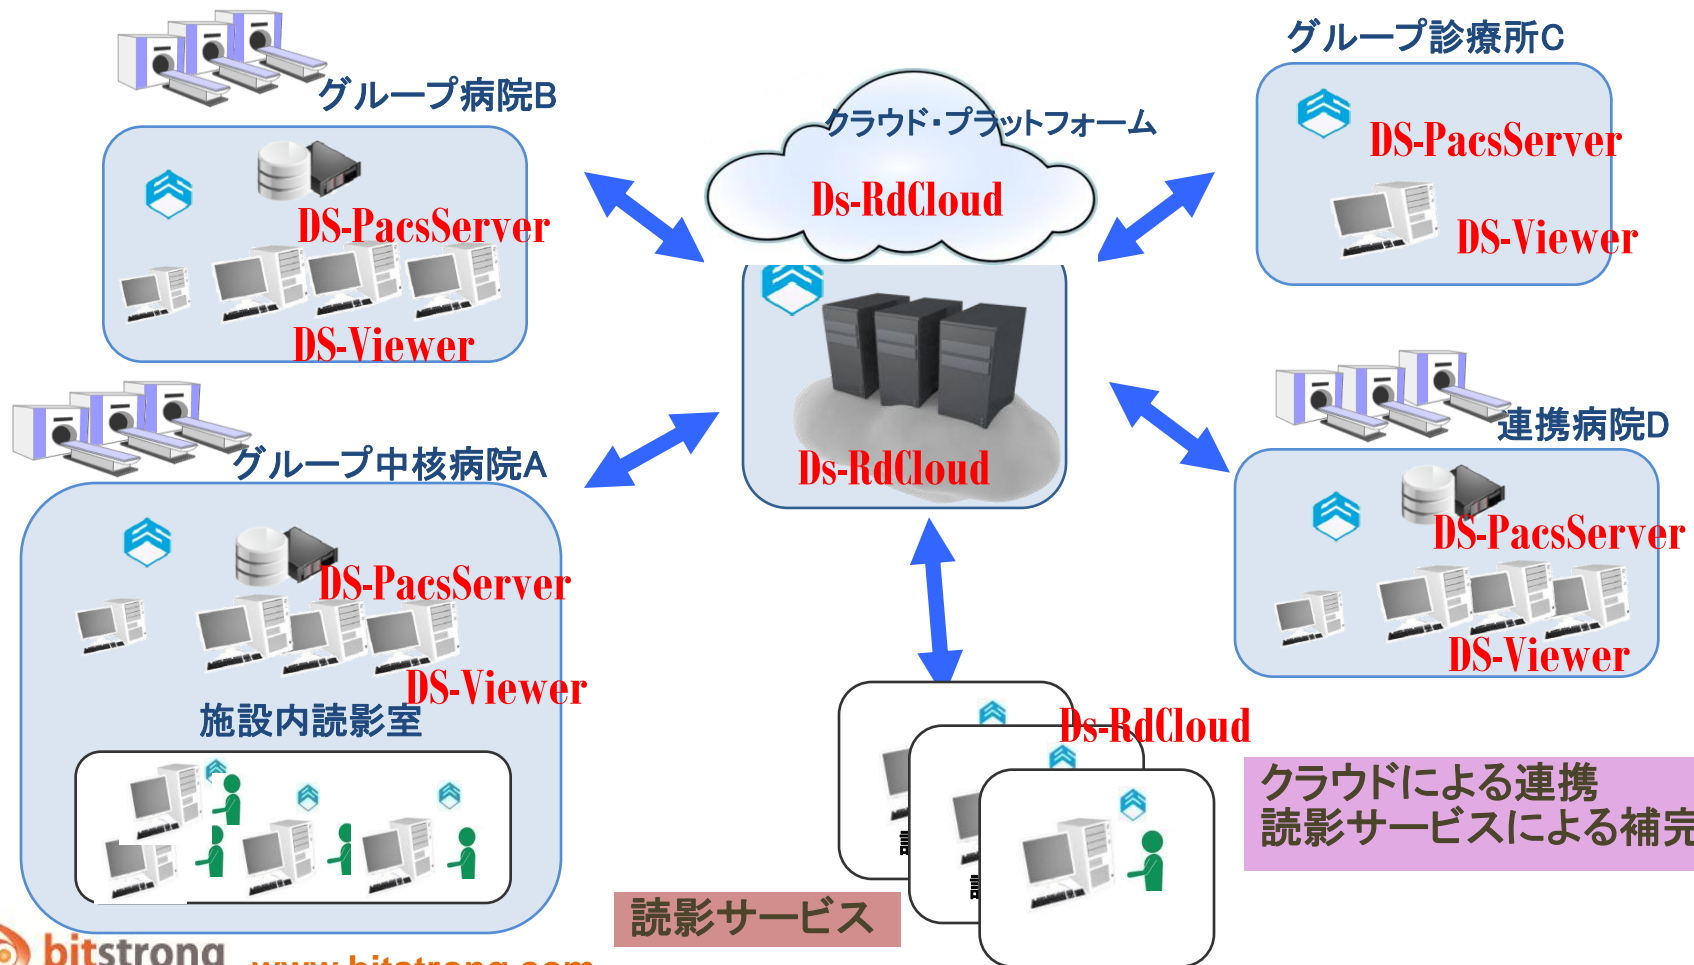 グループ病院B
DS-PacsServer
DS-Viewer
クラウド・プラットフォーム
Ds-RdCloud
Ds-RdCloud
グループ診療所C
DS-PacsServer
DS-Viewer
グループ中核病院A
DS-PacsServer
DS-Viewer
施設内読影室
連携病院D
DS-PacsServer
DS-Viewer
Ds-RdCloud
クラウドによる連携
読影サービスによる補完
読影サービス
bitstrong
www.bitstrong.com